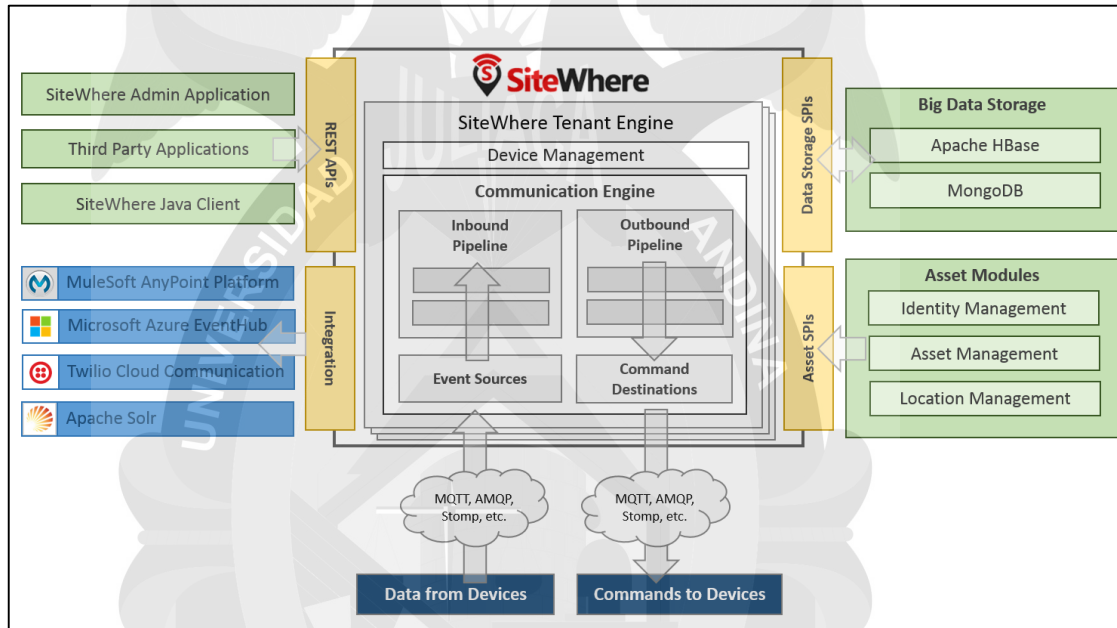 SiteWhere
SiteWhere Tenant Engine
Device Management
Communication Engine
Inbound
Pipeline
Outbound
Pipeline
Event Sources
Command
Destinations
REST APIs
Integration
Data Storage SPIs
Asset SPIs
SiteWhere Admin Application
Third Party Applications
SiteWhere Java Client
MuleSoft AnyPoint Platform
Microsoft Azure EventHub
Twilio Cloud Communication
Apache Solr
Big Data Storage
Apache HBase
MongoDB
Asset Modules
Identity Management
Asset Management
Location Management
MQTT, AMQP,
Stomp, etc.
MQTT, AMQP,
Stomp, etc.
Data from Devices
Commands to Devices
UNIVERSIDAD ANDINA
JULIACA